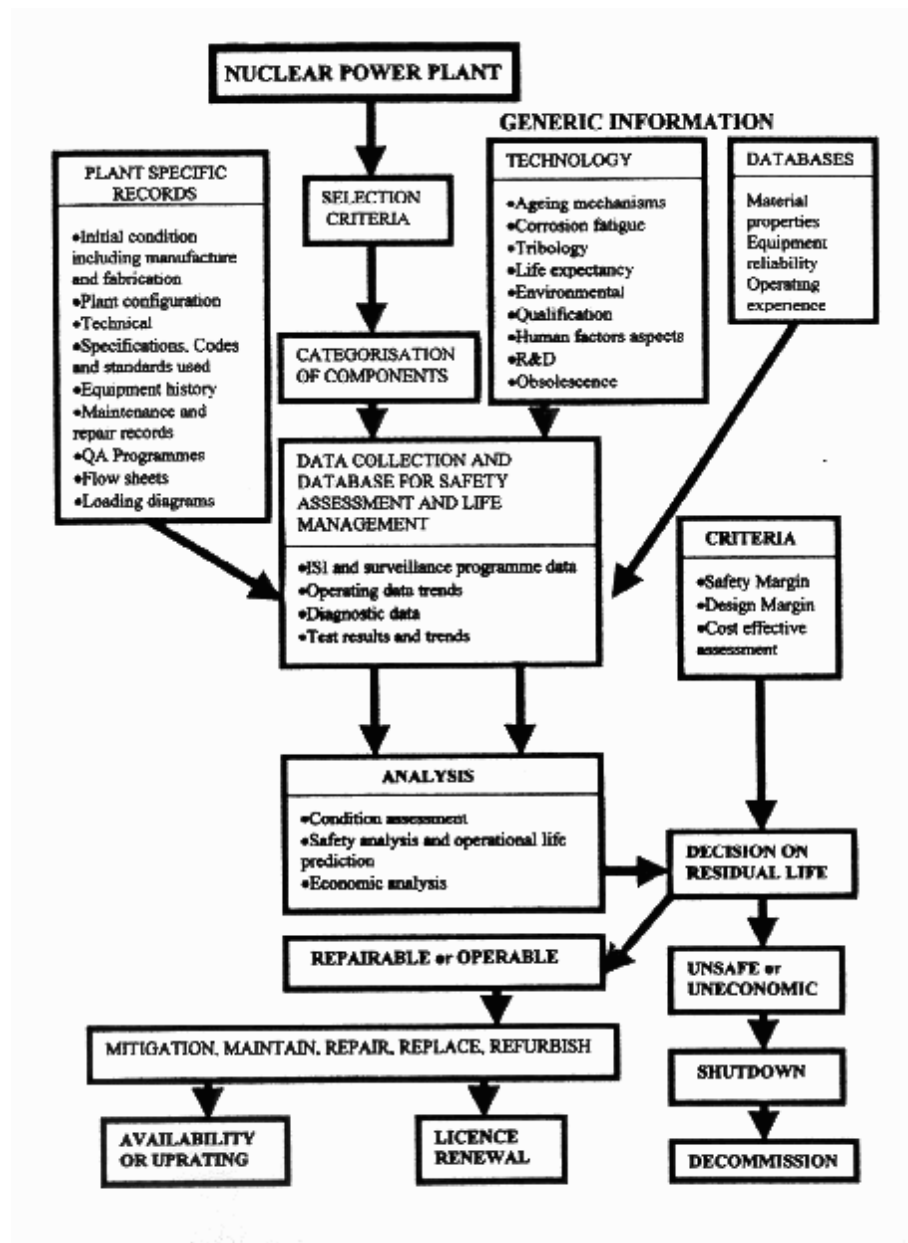 NUCLEAR POWER PLANT
GENERIC INFORMATION
PLANT SPECIFIC
RECORDS
•Initial condition
including manufacture
and fabrication
•Plant configuration
•Technical
•Specifications, Codes
and standards used
•Equipment history
•Maintenance and
repair records
•QA Programmes
•Flow sheets
•Loading diagrams
SELECTION
CRITERIA
TECHNOLOGY
•Ageing mechanisms
•Corrosion fatigue
•Tribology
•Life expectancy
•Environmental
•Qualification
•Human factors aspects
•R&D
•Obsolescence
DATABASES
Material
properties
Equipment
reliability
Operating
experience
CATEGORISATION
OF COMPONENTS
DATA COLLECTION AND
DATABASE FOR SAFETY
ASSESSMENT AND LIFE
MANAGEMENT
•ISI and surveillance programme data
•Operating data trends
•Diagnostic data
•Test results and trends
CRITERIA
•Safety Margin
•Design Margin
•Cost effective
assessment
ANALYSIS
•Condition assessment
•Safety analysis and operational life
prediction
•Economic analysis
DECISION ON
RESIDUAL LIFE
REPAIRABLE or OPERABLE
UNSAFE or
UNECONOMIC
MITIGATION, MAINTAIN, REPAIR, REPLACE, REFURBISH
SHUTDOWN
AVAILABILITY
OR UPRATING
LICENCE
RENEWAL
DECOMMISSION